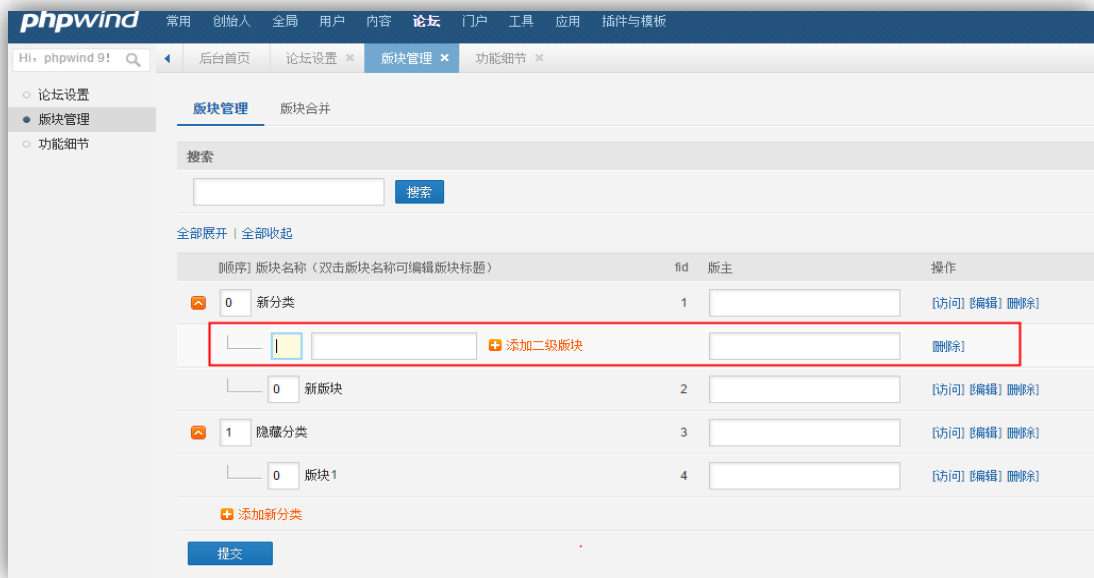 phpwind 常用 创始人 全局 用户 内容 论坛 门户 工具 应用 插件与模板
Hi，phpwind 9! 后台首页 论坛设置 × 版块管理 × 功能细节 ×
论坛设置
版块管理
功能细节
版块管理 版块合并
搜索
搜索
全部展开 | 全部收起
[顺序] 版块名称（双击版块名称可编辑版块标题） fid 版主 操作
0 新分类 1 [访问] [编辑] [删除]
添加二级版块 [删除]
0 新版块 2 [访问] [编辑] [删除]
1 隐藏分类 3 [访问] [编辑] [删除]
0 版块1 4 [访问] [编辑] [删除]
添加新分类
提交